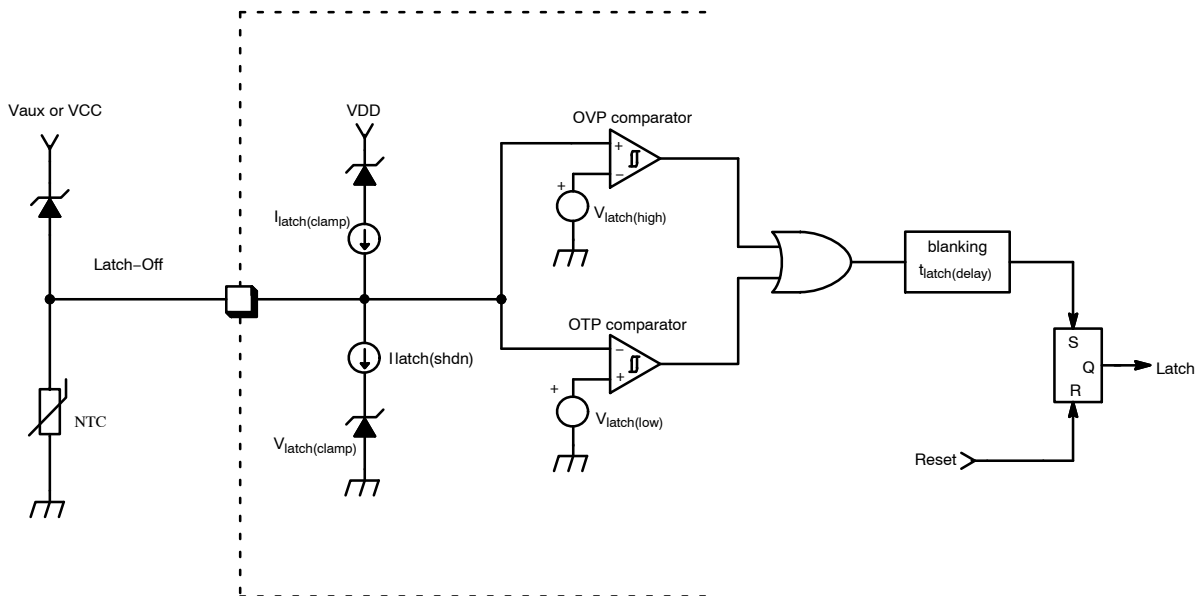 Vaux or VCC
VDD
OVP comparator
+
−
+
Vlatch(high)
Ilatch(clamp)
Latch−Off
blanking
tlatch(delay)
OTP comparator
−
+
+
Ilatch(shdn)
Vlatch(low)
S
Q
R
Latch
NTC
Vlatch(clamp)
Reset